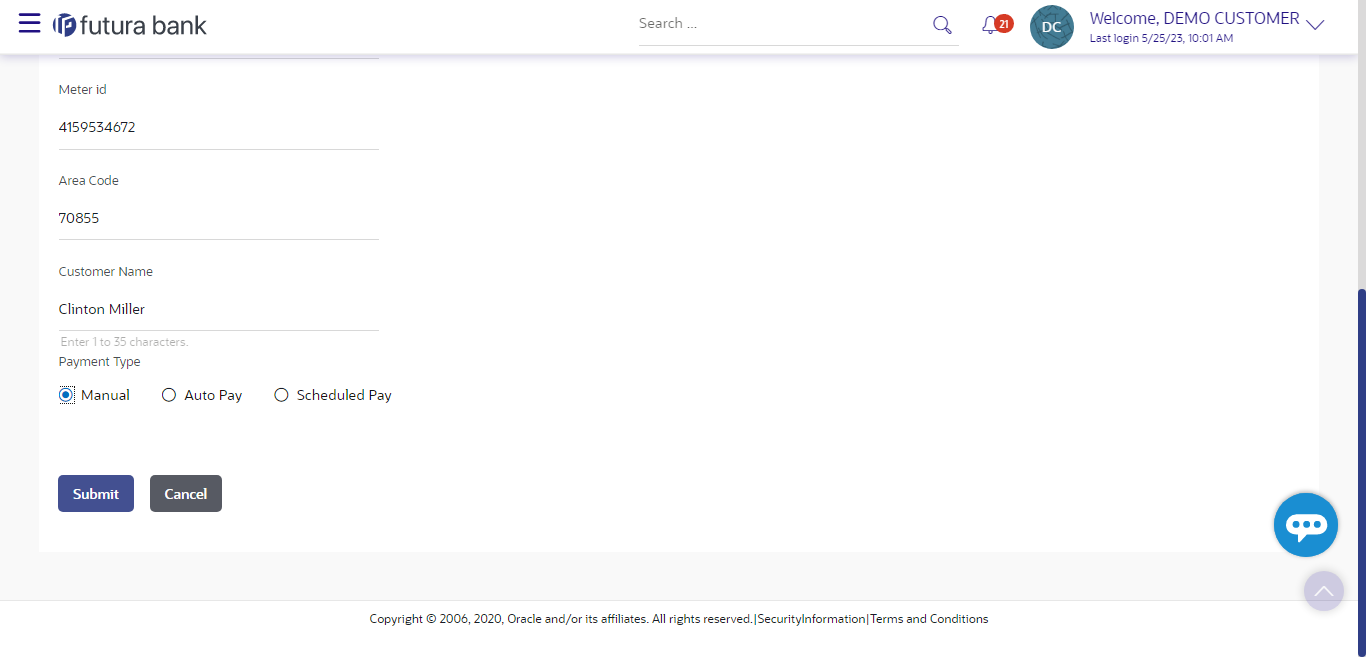 futura bank
Search ...
21
DC
Welcome, DEMO CUSTOMER
Last login 5/25/23, 10:01 AM
Meter id
4159534672
Area Code
70855
Customer Name
Clinton Miller
Enter 1 to 35 characters.
Payment Type
Manual Auto Pay Scheduled Pay
Submit Cancel
Copyright © 2006, 2020, Oracle and/or its affiliates. All rights reserved.|SecurityInformation|Terms and Conditions